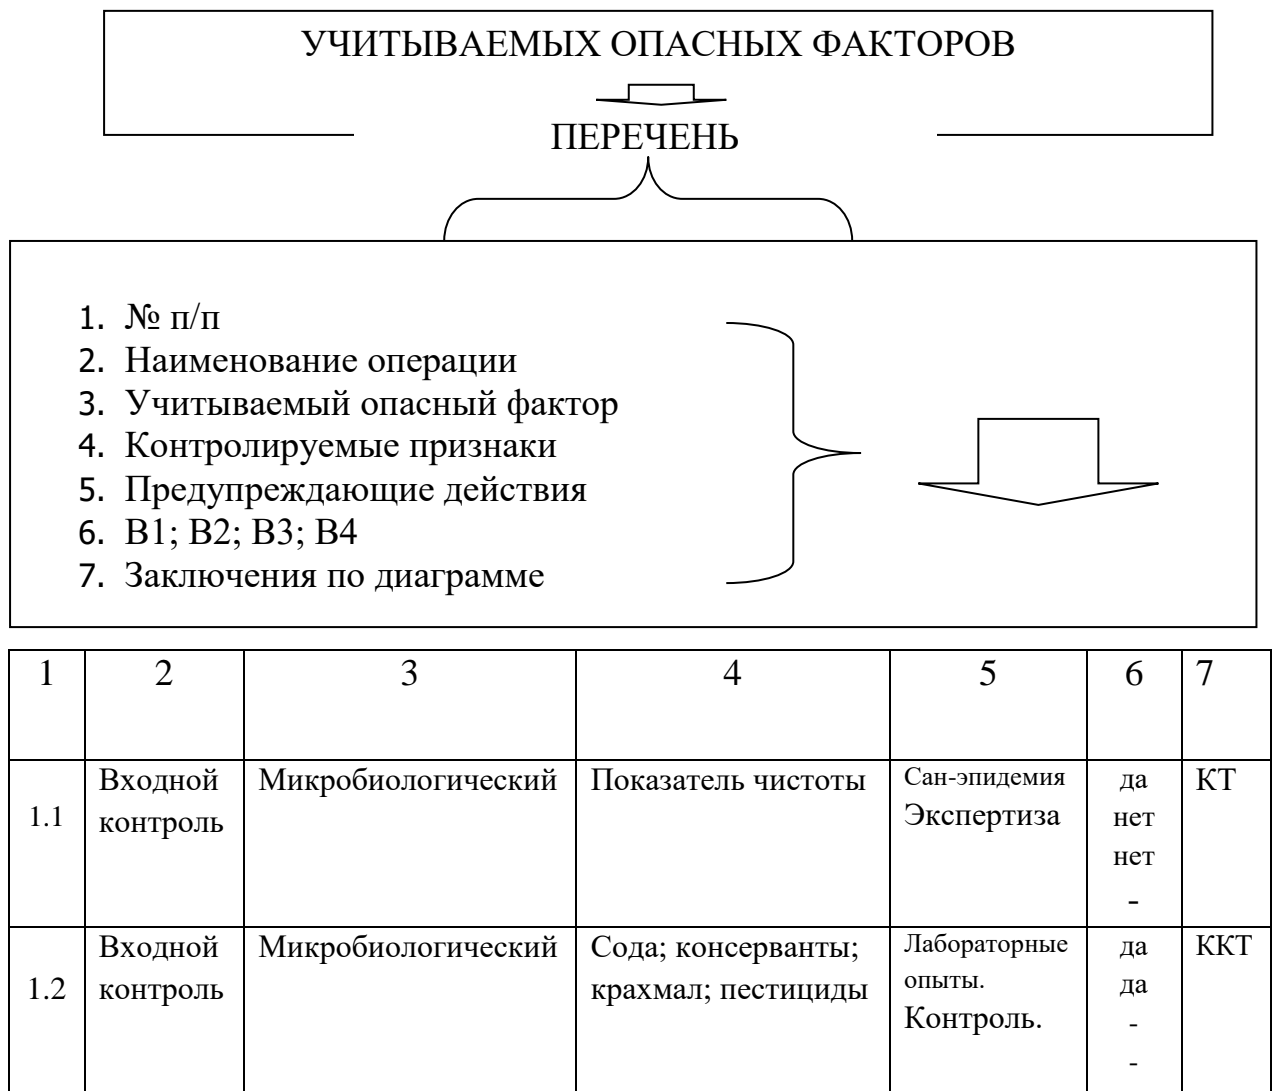 УЧИТЫВАЕМЫХ ОПАСНЫХ ФАКТОРОВ
ПЕРЕЧЕНЬ
1. № п/п
2. Наименование операции
3. Учитываемый опасный фактор
4. Контролируемые признаки
5. Предупреждающие действия
6. В1; В2; В3; В4
7. Заключения по диаграмме
1 2 3 4 5 6 7
1.1
Входной
контроль
Микробиологический
Показатель чистоты
Сан-эпидемия
Экспертиза
да
нет
нет
-
КТ
1.2
Входной
контроль
Микробиологический
Сода; консерванты;
крахмал; пестициды
Лабораторные
опыты.
Контроль.
да
да
-
-
ККТ